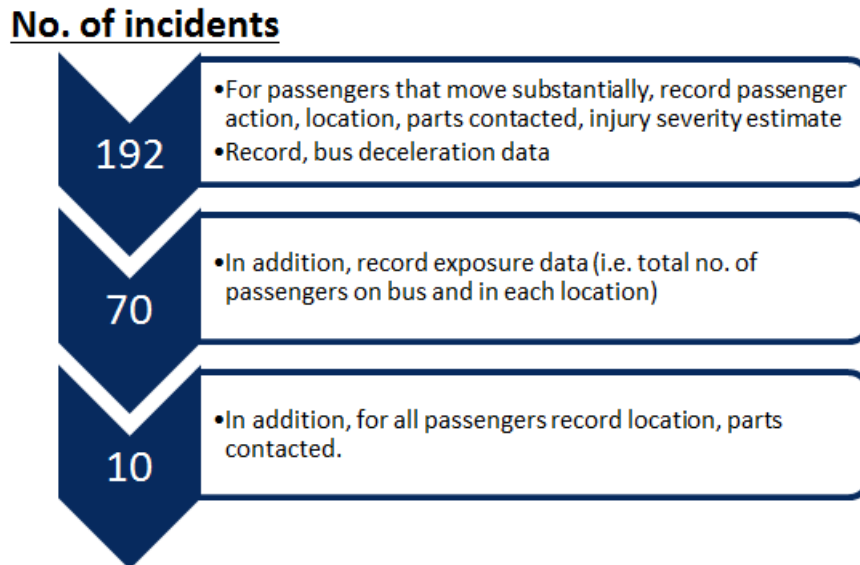 No. of incidents
192
•For passengers that move substantially, record passenger
action, location, parts contacted, injury severity estimate
•Record, bus deceleration data
70
•In addition, record exposure data (i.e. total no. of
passengers on bus and in each location)
10
•In addition, for all passengers record location, parts
contacted.